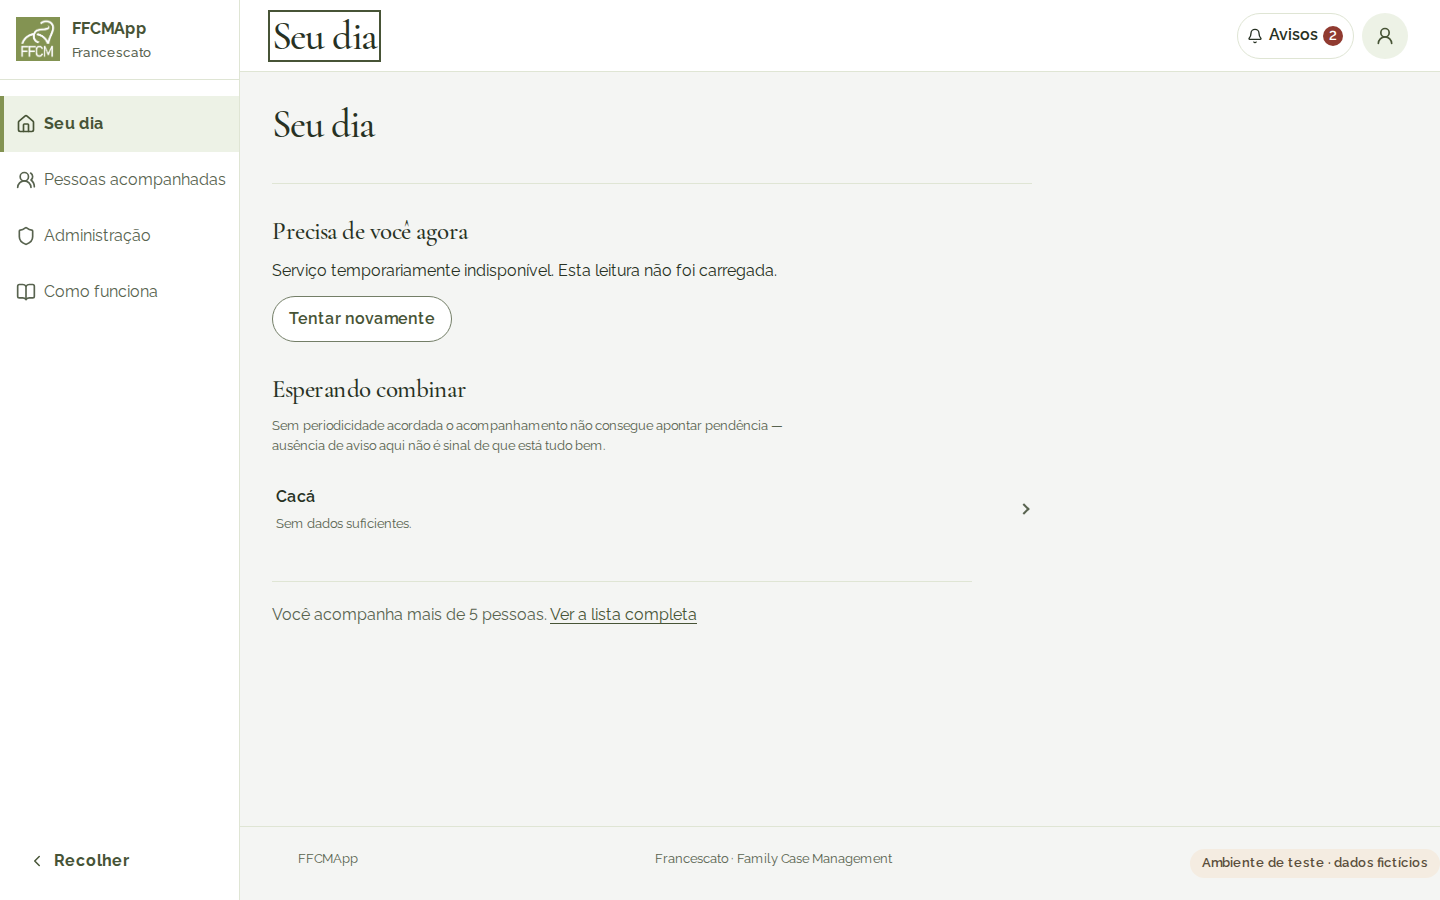 FFCM
FFCMApp
Francescato
Seu dia
Pessoas acompanhadas
Administração
Como funciona
Recolher
Seu dia
Avisos 2
Seu dia
Precisa de você agora
Serviço temporariamente indisponível. Esta leitura não foi carregada.
Tentar novamente
Esperando combinar
Sem periodicidade acordada o acompanhamento não consegue apontar pendência —
ausência de aviso aqui não é sinal de que está tudo bem.
Cacá
Sem dados suficientes.
Você acompanha mais de 5 pessoas. Ver a lista completa
FFCMApp
Francescato · Family Case Management
Ambiente de teste · dados fictícios